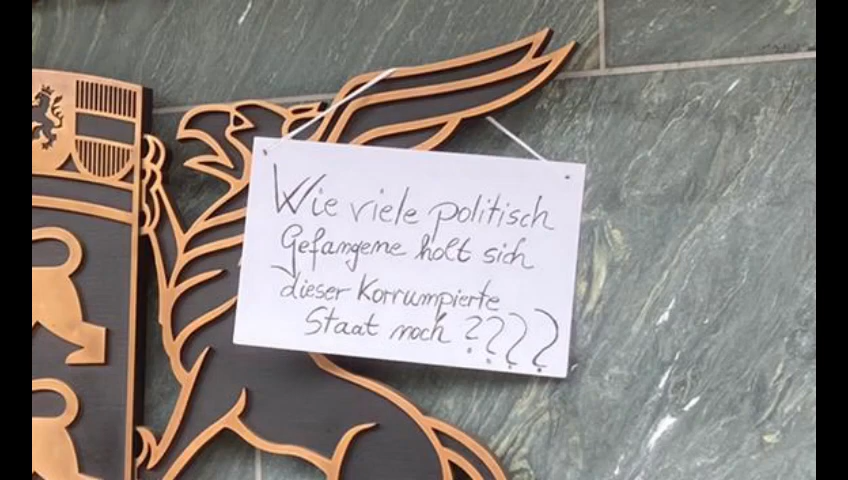 Wie viele politisch
Gefangene holt sich
dieser Korrumpierte
Staat noch ????